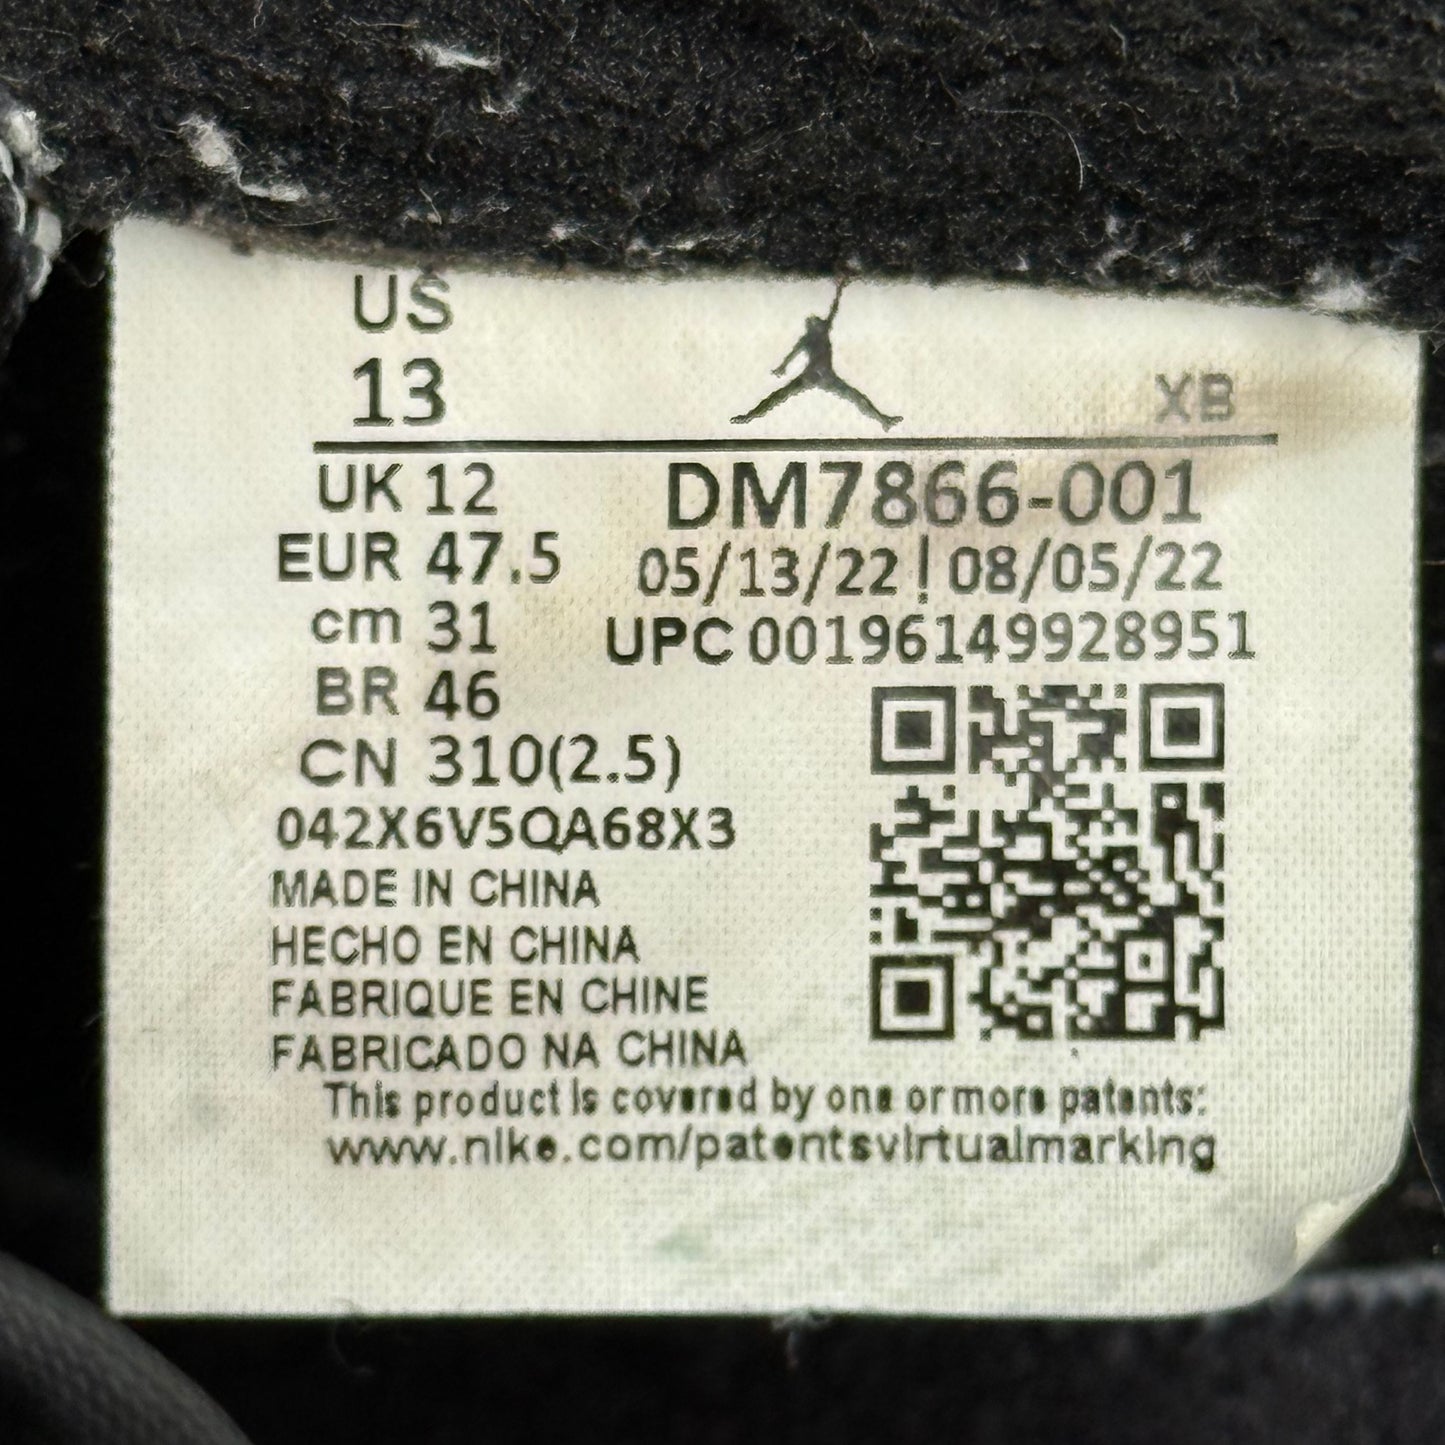 US
13
XB
UK 12
DM7866-001
EUR 47.5
05/13/22 | 08/05/22
cm 31
UPC 00196149928951
BR 46
CN 310(2.5)
042X6V5QA68X3
MADE IN CHINA
HECHO EN CHINA
FABRIQUE EN CHINE
FABRICADO NA CHINA
This product is covered by one or more patents:
www.nike.com/patentsvirtualmarking